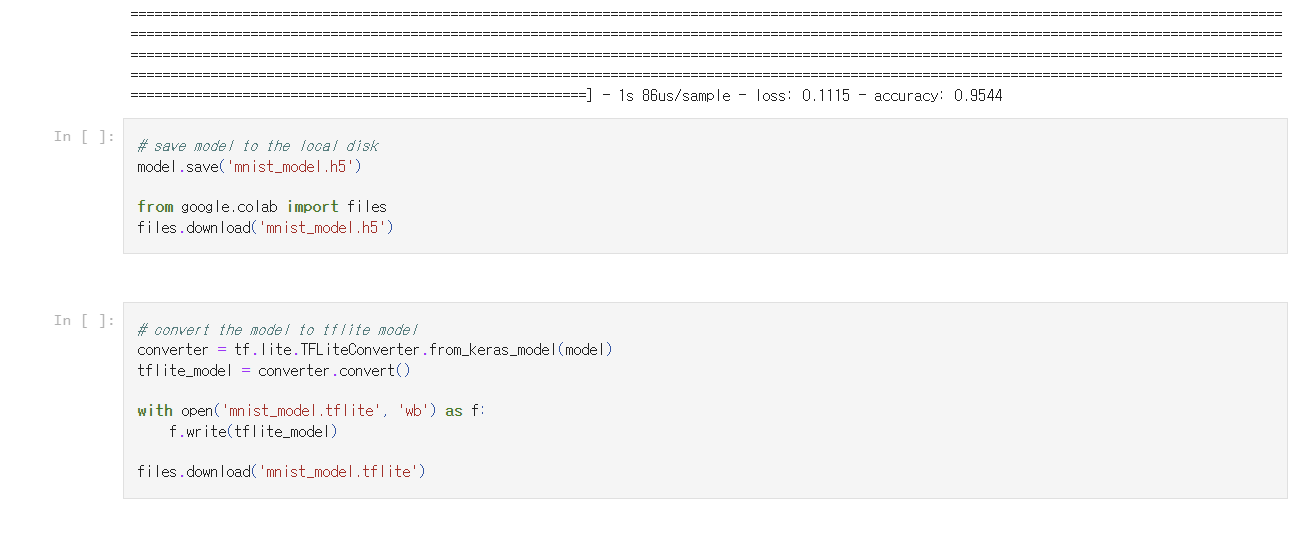 ================================================================================================================================================
================================================================================================================================================
================================================================================================================================================
================================================================================================================================================
=========================================================] - 1s 86us/sample - loss: 0.1115 - accuracy: 0.9544
In [ ]:
# save model to the local disk
model.save('mnist_model.h5')
from google.colab import files
files.download('mnist_model.h5')
In [ ]:
# convert the model to tflite model
converter = tf.lite.TFLiteConverter.from_keras_model(model)
tflite_model = converter.convert()
with open('mnist_model.tflite', 'wb') as f:
    f.write(tflite_model)
files.download('mnist_model.tflite')